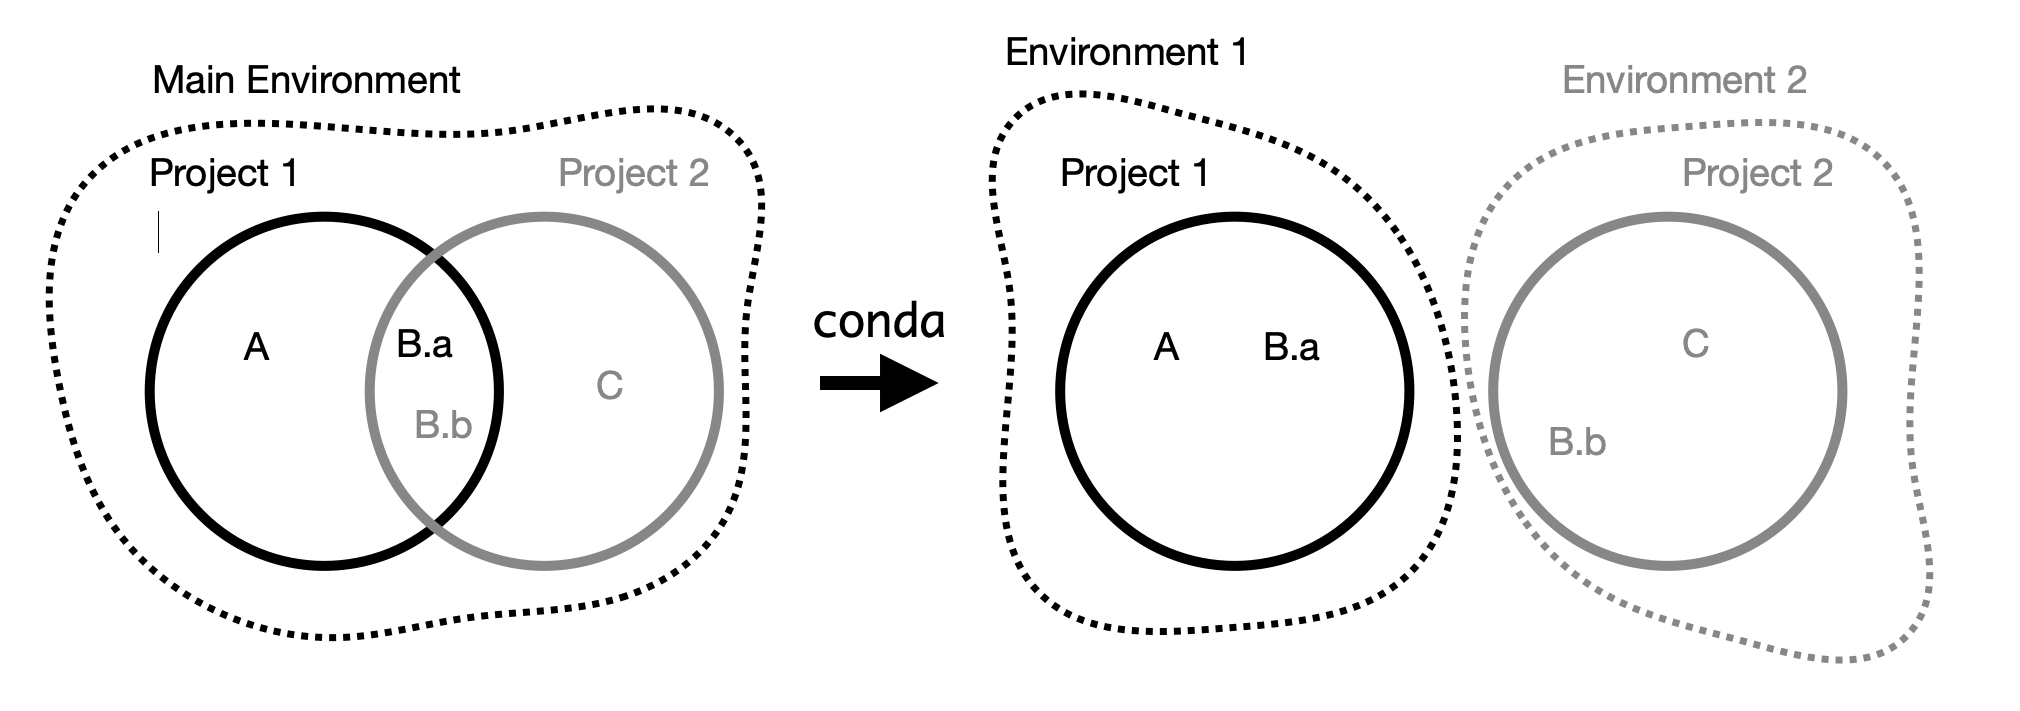 Main Environment
Project 1
Project 2
A
B.a
B.b
C
conda
Environment 1
Project 1
A
B.a
Environment 2
Project 2
C
B.b